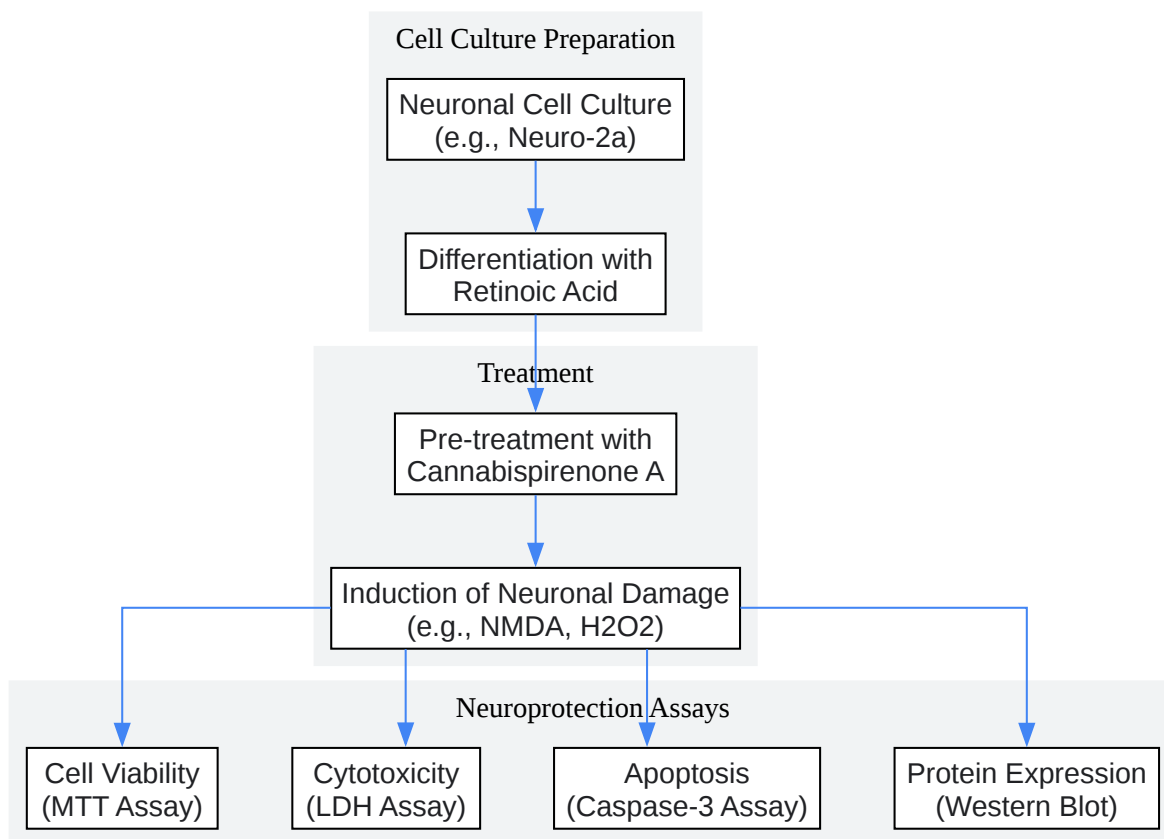 Cell Culture Preparation
Neuronal Cell Culture
(e.g., Neuro-2a)
Differentiation with
Retinoic Acid
Treatment
Pre-treatment with
Cannabispirenone A
Induction of Neuronal Damage
(e.g., NMDA, H2O2)
Neuroprotection Assays
Cell Viability
(MTT Assay)
Cytotoxicity
(LDH Assay)
Apoptosis
(Caspase-3 Assay)
Protein Expression
(Western Blot)